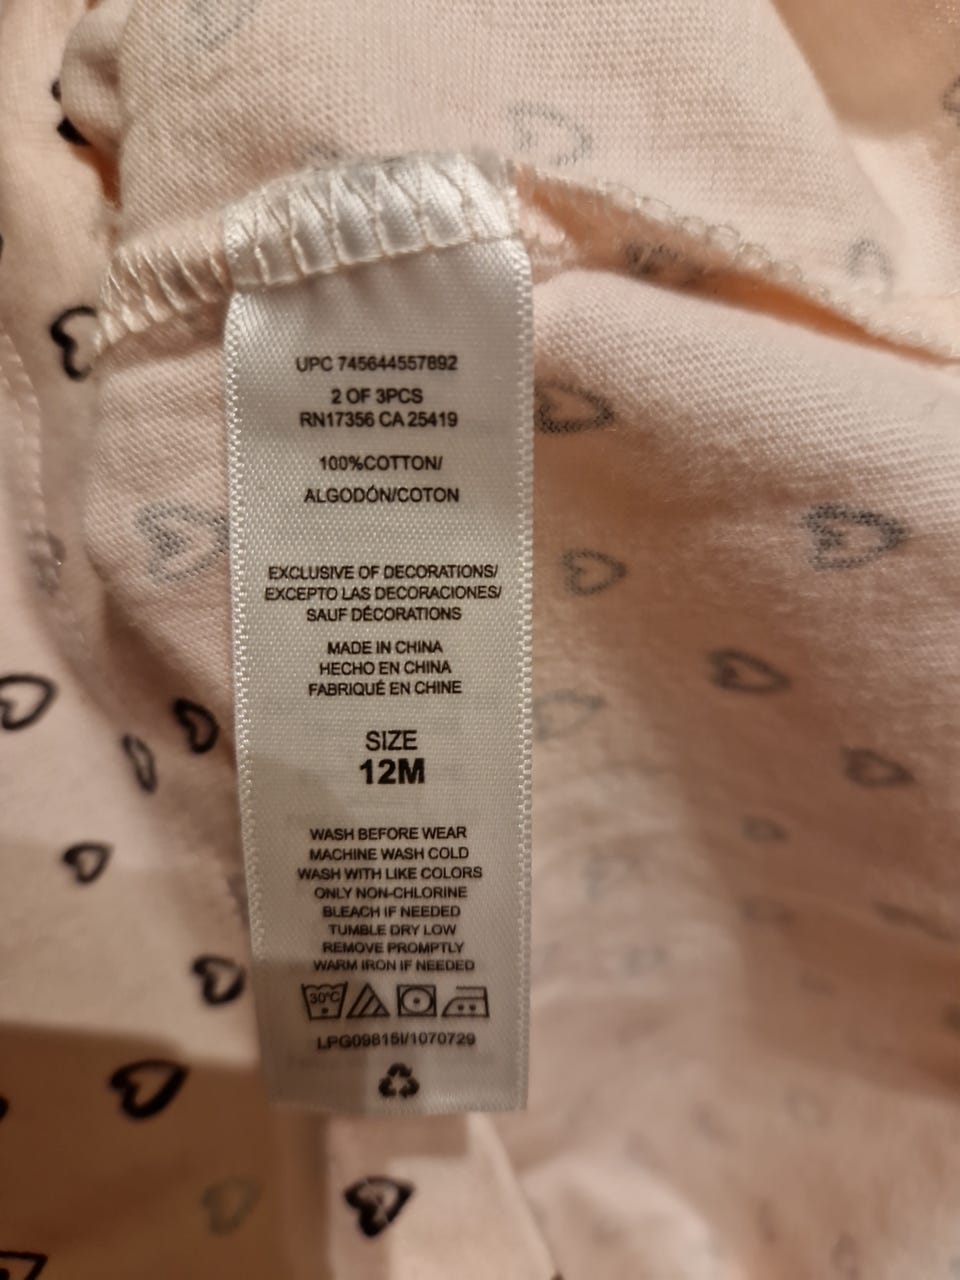 UPC 745644557892
2 OF 3PCS
RN17356 CA 25419
100%COTTON/
ALGODÓN/COTON
EXCLUSIVE OF DECORATIONS/
EXCEPTO LAS DECORACIONES/
SAUF DÉCORATIONS
MADE IN CHINA
HECHO EN CHINA
FABRIQUÉ EN CHINE
SIZE
12M
WASH BEFORE WEAR
MACHINE WASH COLD
WASH WITH LIKE COLORS
ONLY NON-CHLORINE
BLEACH IF NEEDED
TUMBLE DRY LOW
REMOVE PROMPTLY
WARM IRON IF NEEDED
30°C
LPG09815I/1070729